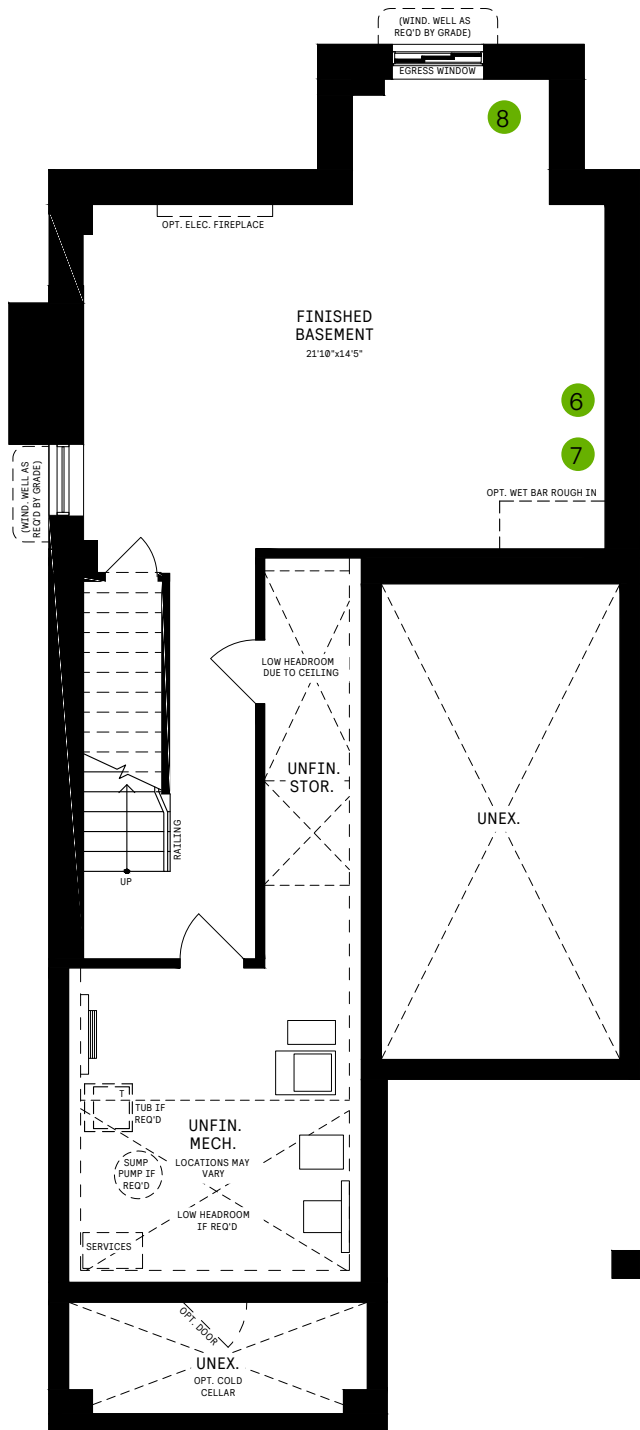 (WIND. WELL AS
REQ'D BY GRADE)
EGRESS WINDOW
8
OPT. ELEC. FIREPLACE
FINISHED
BASEMENT
21'10"x14'5"
6
7
(WIND. WELL AS
REQ'D BY GRADE)
OPT. WET BAR ROUGH IN
LOW HEADROOM
DUE TO CEILING
UNFIN.
STOR.
UNEX.
RAILING
UP
T
TUB IF
REQ'D
UNFIN.
MECH.
LOCATIONS MAY
VARY
SUMP
PUMP IF
REQ'D
LOW HEADROOM
IF REQ'D
SERVICES
OPT. DOOR
UNEX.
OPT. COLD
CELLAR